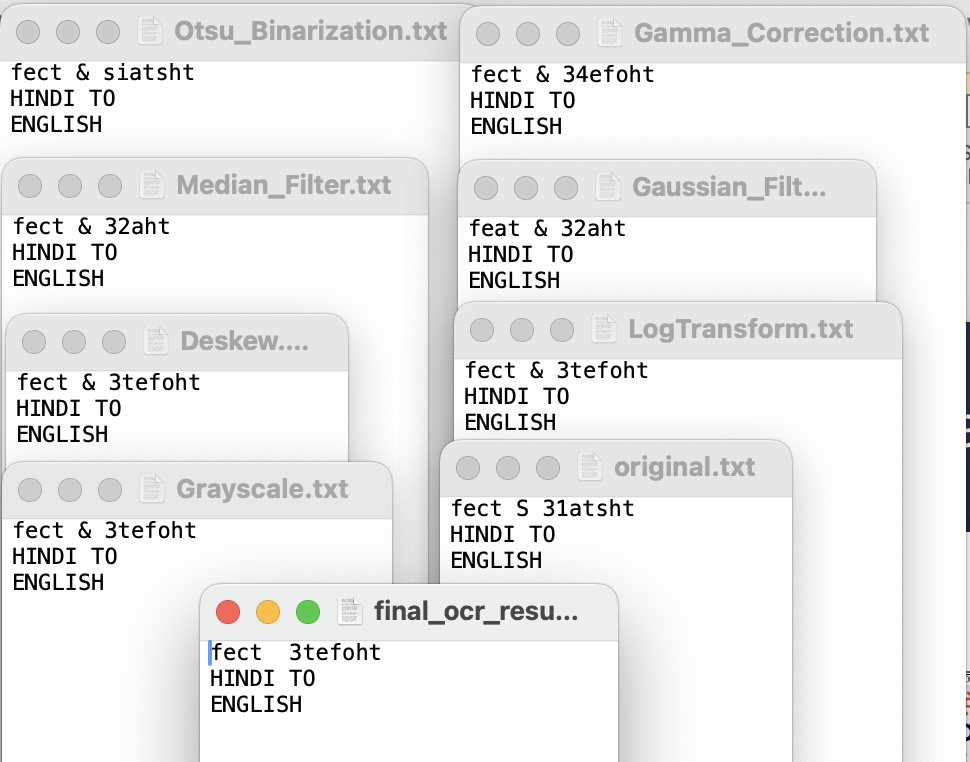 Otsu_Binarization.txt
fect & siatsht
HINDI TO
ENGLISH
Gamma_Correction.txt
fect & 34efoht
HINDI TO
ENGLISH
Median_Filter.txt
fect & 32aht
HINDI TO
ENGLISH
Gaussian_Filt...
feat & 32aht
HINDI TO
ENGLISH
Deskew....
fect & 3tefoht
HINDI TO
ENGLISH
LogTransform.txt
fect & 3tefoht
HINDI TO
ENGLISH
Grayscale.txt
fect & 3tefoht
HINDI TO
ENGLISH
original.txt
fect S 31atsht
HINDI TO
ENGLISH
final_ocr_resu...
fect  3tefoht
HINDI TO
ENGLISH